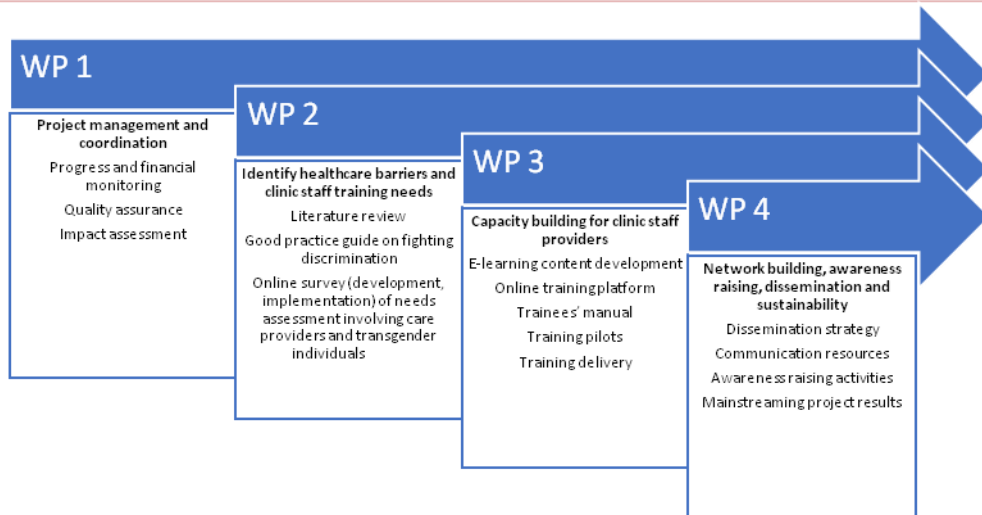 WP 1
Project management and
coordination
Progress and financial
monitoring
Quality assurance
Impact assessment
WP 2
Identify healthcare barriers and
clinic staff training needs
Literature review
Good practice guide on fighting
discrimination
Online survey (development,
implementation) of needs
assessment involving care
providers and transgender
individuals
WP 3
Capacity building for clinic staff
providers
E-learning content development
Online training platform
Trainees' manual
Training pilots
Training delivery
WP 4
Network building, awareness
raising, dissemination and
sustainability
Dissemination strategy
Communication resources
Awareness raising activities
Mainstreaming project results